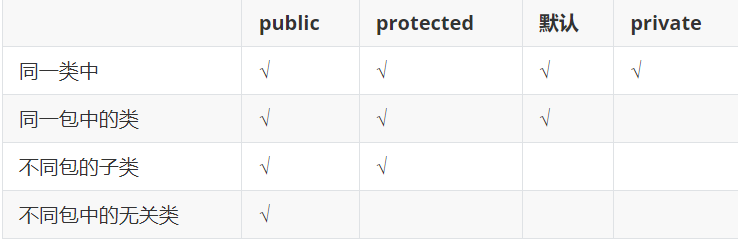 public protected 默认 private
同一类中 √ √ √ √
同一包中的类 √ √ √
不同包的子类 √ √
不同包中的无关类 √